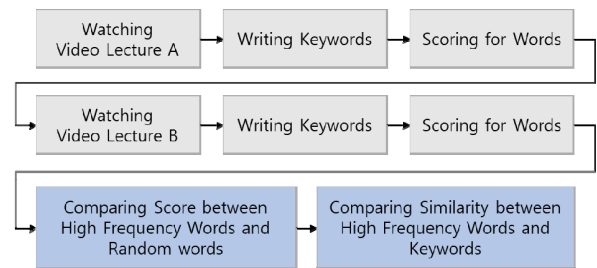 Watching
Video Lecture A
Writing Keywords
Scoring for Words
Watching
Video Lecture B
Writing Keywords
Scoring for Words
Comparing Score between
High Frequency Words and
Random words
Comparing Similarity between
High Frequency Words and
Keywords